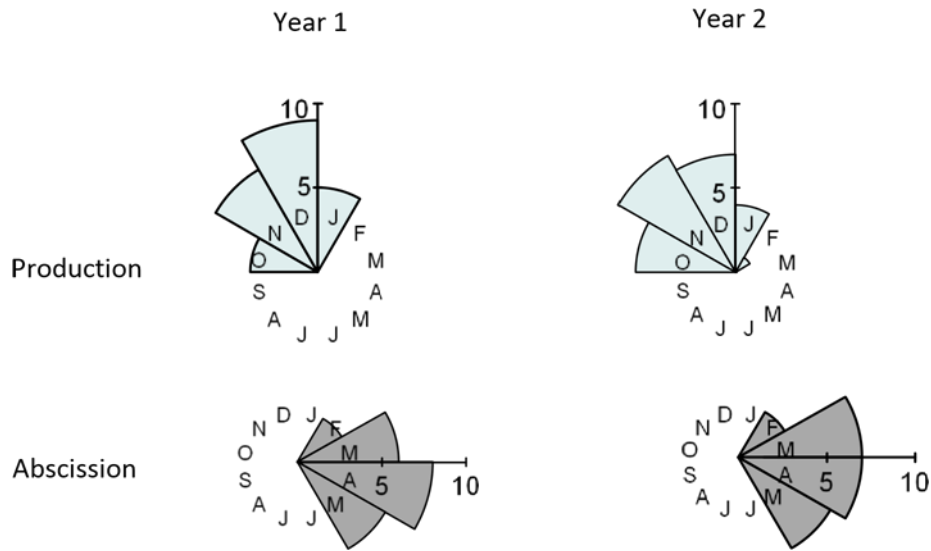 Year 1
Year 2
Production
10
5
D J
N F
O M
S A
A M
J J
10
5
D J
N F
O M
S A
A M
J J
Abscission
D J
N F
O M
S A 5 10
A M
J J
D J
N F
O M
S A 5 10
A M
J J